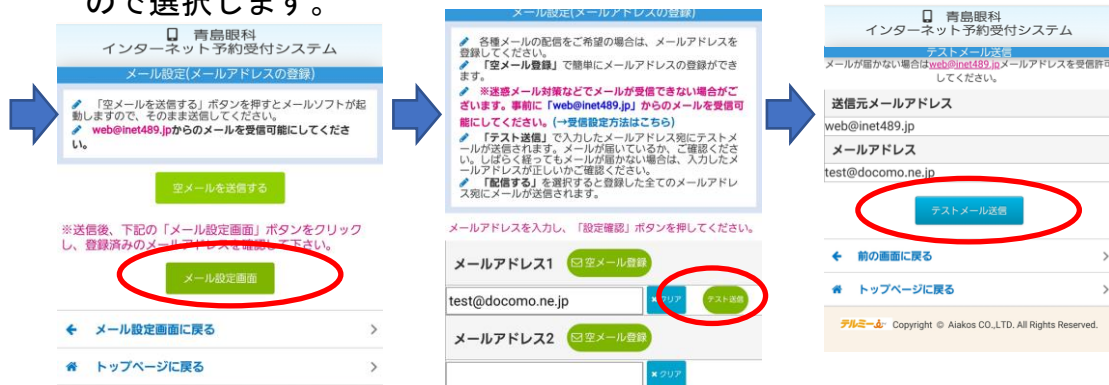 ので選択します。
青島眼科
インターネット予約受付システム
メール設定(メールアドレスの登録)
「空メールを送信する」ボタンを押すとメールソフトが起
動しますので、そのまま送信してください。
web@inet489.jpからのメールを受信可能にしてくださ
い。
空メールを送信する
※送信後、下記の「メール設定画面」ボタンをクリック
し、登録済みのメールアドレスを確認して下さい。
メール設定画面
メール設定画面に戻る
トップページに戻る
メール設定(メールアドレスの登録)
各種メールの配信をご希望の場合は、メールアドレスを
登録してください。
「空メール登録」で簡単にメールアドレスの登録ができ
ます。
※迷惑メール対策などでメールが受信できない場合がご
ざいます。事前に「web@inet489.jp」からのメールを受信可
能にしてください。(→受信設定方法はこちら)
「テスト送信」で入力したメールアドレス宛にテストメ
ールが送信されます。メールが届いているか、ご確認くださ
い。しばらく経ってもメールが届かない場合は、入力したメ
ールアドレスが正しいかご確認ください。
「配信する」を選択すると登録した全てのメールアドレ
ス宛にメールが送信されます。
メールアドレスを入力し、「設定確認」ボタンを押してください。
メールアドレス1 空メール登録
test@docomo.ne.jp クリア テスト送信
メールアドレス2 空メール登録
クリア
青島眼科
インターネット予約受付システム
テストメール送信
メールが届かない場合はweb@inet489.jpメールアドレスを受信許可
してください。
送信元メールアドレス
web@inet489.jp
メールアドレス
test@docomo.ne.jp
テストメール送信
前の画面に戻る
トップページに戻る
テルミーム Copyright © Aiakos CO.,LTD. All Rights Reserved.